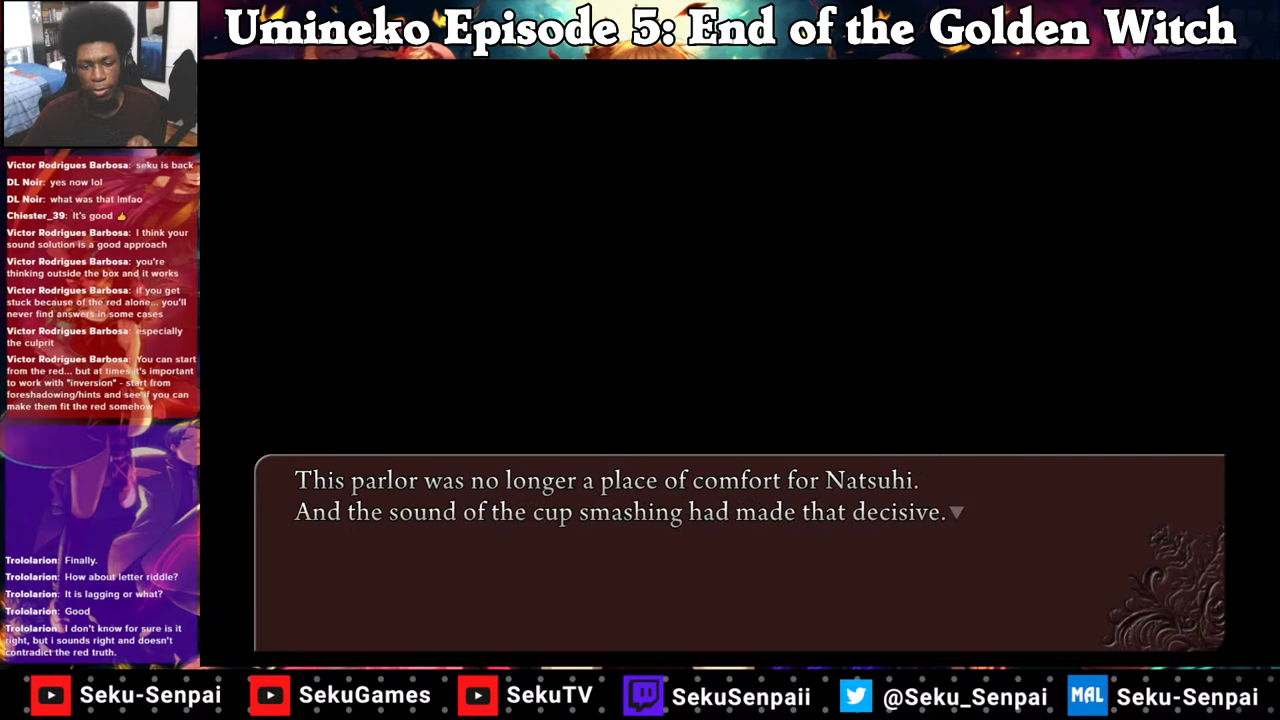 Umineko Episode 5: End of the Golden Witch
Victor Rodrigues Barbosa: seku is back
DL Noir: yes now lol
DL Noir: what was that lmfao
Chiester_39: It's good 👍
Victor Rodrigues Barbosa: I think your
sound solution is a good approach
Victor Rodrigues Barbosa: you're
thinking outside the box and it works
Victor Rodrigues Barbosa: if you get
stuck because of the red alone... you'll
never find answers in some cases
Victor Rodrigues Barbosa: especially
the culprit
Victor Rodrigues Barbosa: You can start
from the red... but at times it's important
to work with "inversion" - start from
foreshadowing/hints and see if you can
make them fit the red somehow
Trololarion: Finally.
Trololarion: How about letter riddle?
Trololarion: It is lagging or what?
Trololarion: Good
Trololarion: I don't know for sure is it
right, but i sounds right and doesn't
contradict the red truth.
This parlor was no longer a place of comfort for Natsuhi.
And the sound of the cup smashing had made that decisive.
Seku-Senpai
SekuGames
SekuTV
SekuSenpaii
@Seku_Senpai
MAL Seku-Senpai